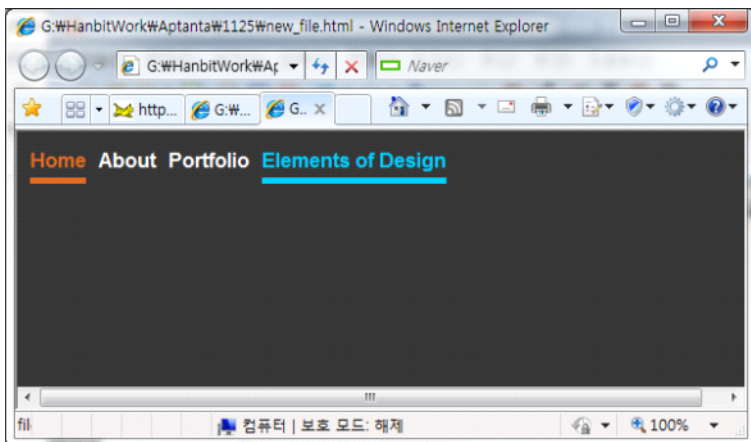 G:₩HanbitWork₩Aptanta₩1125₩new_file.html - Windows Internet Explorer
G:₩HanbitWork₩Ap
Naver
http... G:₩... G..
Home About Portfolio Elements of Design
fil 컴퓨터 | 보호 모드: 해제 100%